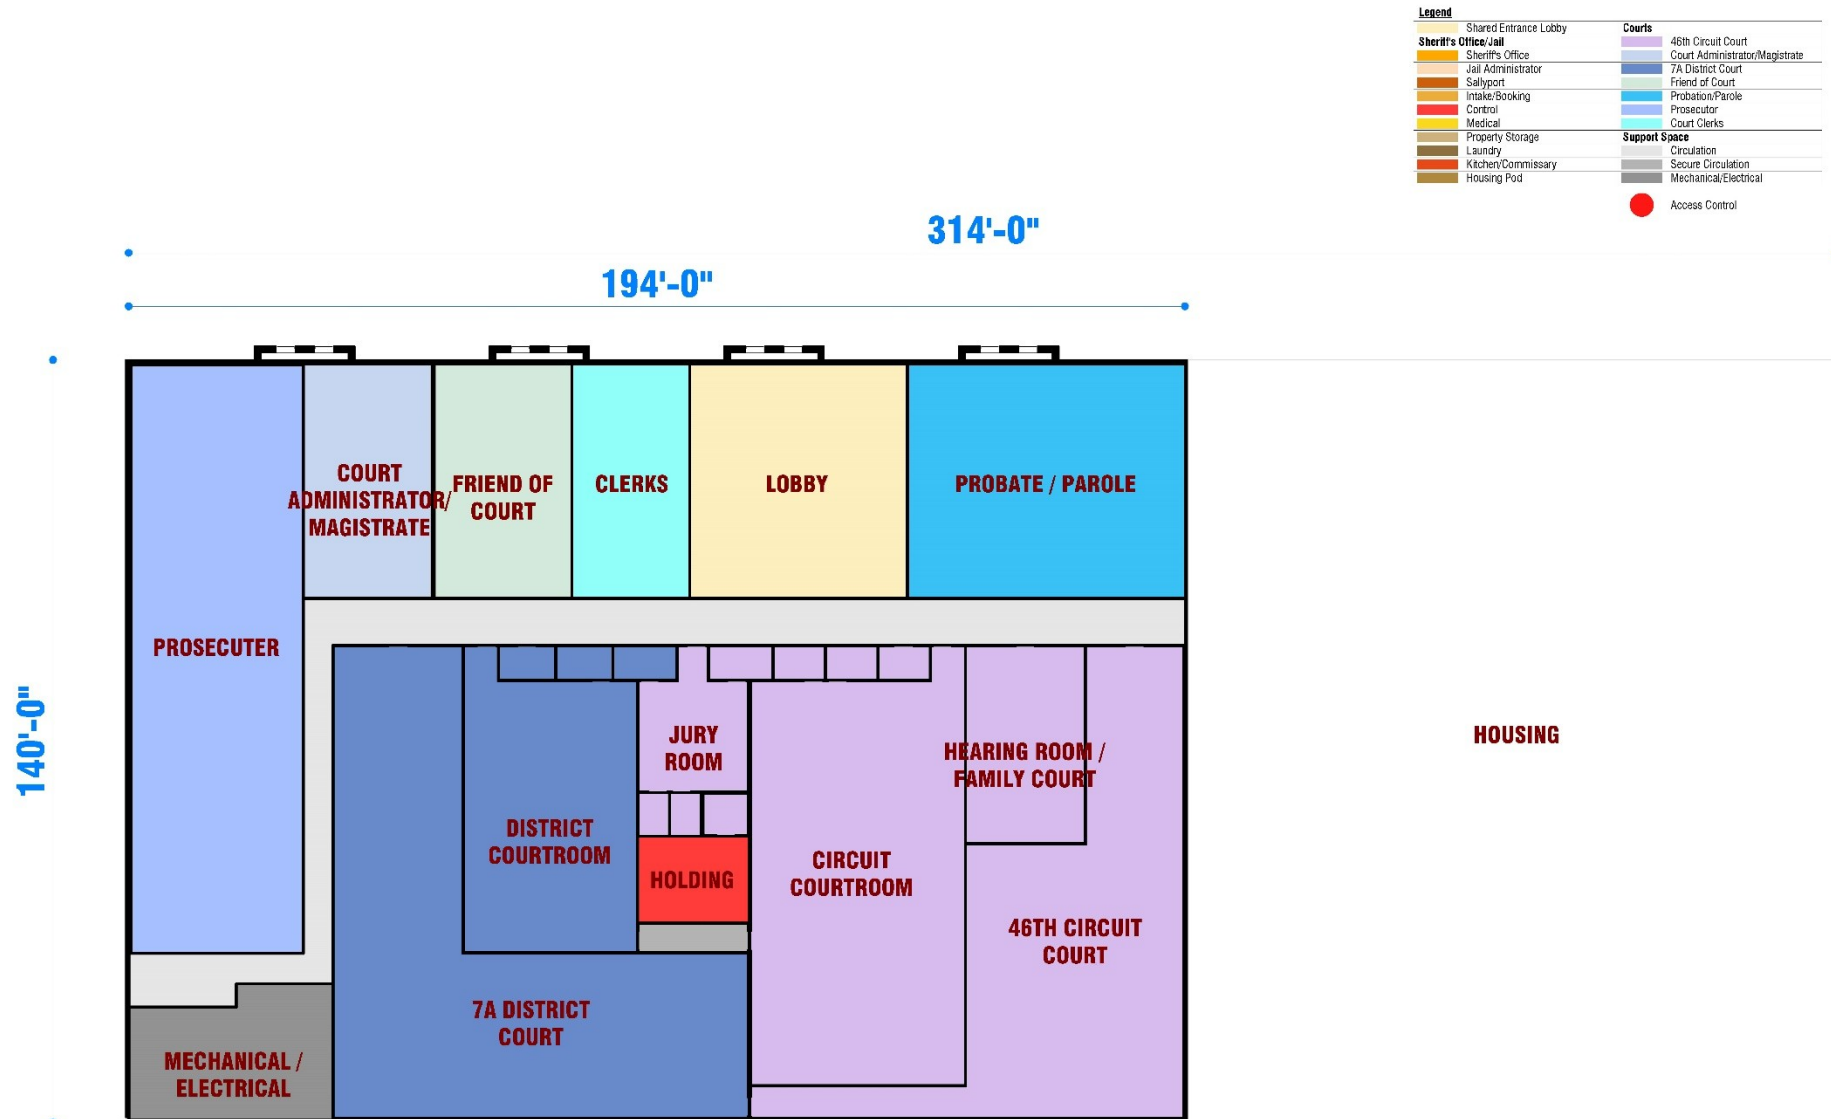 Legend
Shared Entrance Lobby
Sheriff's Office/Jail
Sheriff's Office
Jail Administrator
Sallyport
Intake/Booking
Control
Medical
Property Storage
Laundry
Kitchen/Commissary
Housing Pod
Courts
46th Circuit Court
Court Administrator/Magistrate
7A District Court
Friend of Court
Probation/Parole
Prosecutor
Court Clerks
Support Space
Circulation
Secure Circulation
Mechanical/Electrical
Access Control
314'-0"
194'-0"
140'-0"
PROSECUTER
COURT
ADMINISTRATOR/
MAGISTRATE
FRIEND OF
COURT
CLERKS
LOBBY
PROBATE / PAROLE
JURY
ROOM
HEARING ROOM /
FAMILY COURT
HOUSING
DISTRICT
COURTROOM
HOLDING
CIRCUIT
COURTROOM
46TH CIRCUIT
COURT
7A DISTRICT
COURT
MECHANICAL /
ELECTRICAL